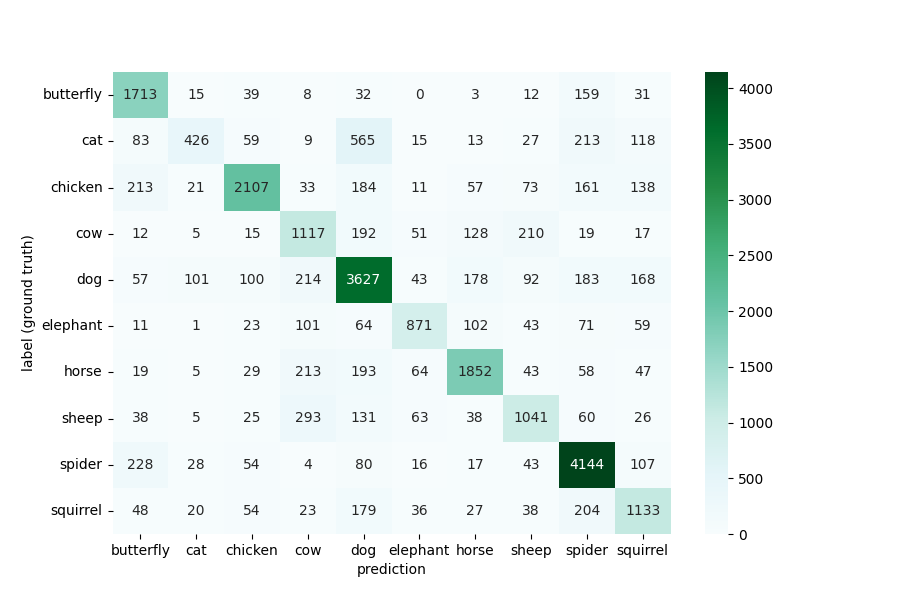 butterfly 1713 15 39 8 32 0 3 12 159 31
cat 83 426 59 9 565 15 13 27 213 118
chicken 213 21 2107 33 184 11 57 73 161 138
cow 12 5 15 1117 192 51 128 210 19 17
dog 57 101 100 214 3627 43 178 92 183 168
elephant 11 1 23 101 64 871 102 43 71 59
horse 19 5 29 213 193 64 1852 43 58 47
sheep 38 5 25 293 131 63 38 1041 60 26
spider 228 28 54 4 80 16 17 43 4144 107
squirrel 48 20 54 23 179 36 27 38 204 1133
butterfly cat chicken cow dog elephant horse sheep spider squirrel
prediction
label (ground truth)
4000
3500
3000
2500
2000
1500
1000
500
0